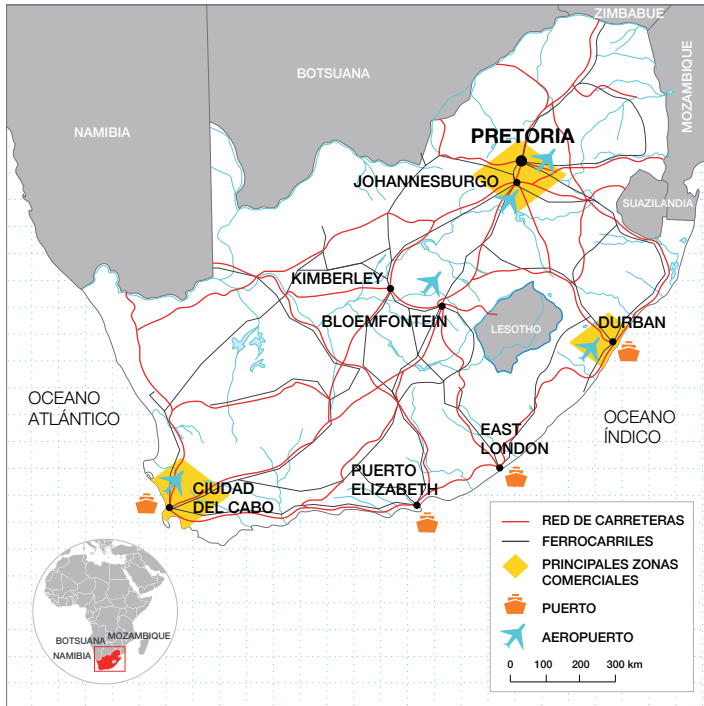 ZIMBABUE
BOTSUANA
MOZAMBIQUE
NAMIBIA
PRETORIA
JOHANNESBURGO
SUAZILANDIA
KIMBERLEY
BLOEMFONTEIN
LESOTHO
DURBAN
OCEANO
ATLÁNTICO
OCEANO
ÍNDICO
EAST
LONDON
PUERTO
ELIZABETH
CIUDAD
DEL CABO
RED DE CARRETERAS
FERROCARRILES
PRINCIPALES ZONAS
COMERCIALES
PUERTO
AEROPUERTO
0 100 200 300 km
BOTSUANA
MOZAMBIQUE
NAMIBIA